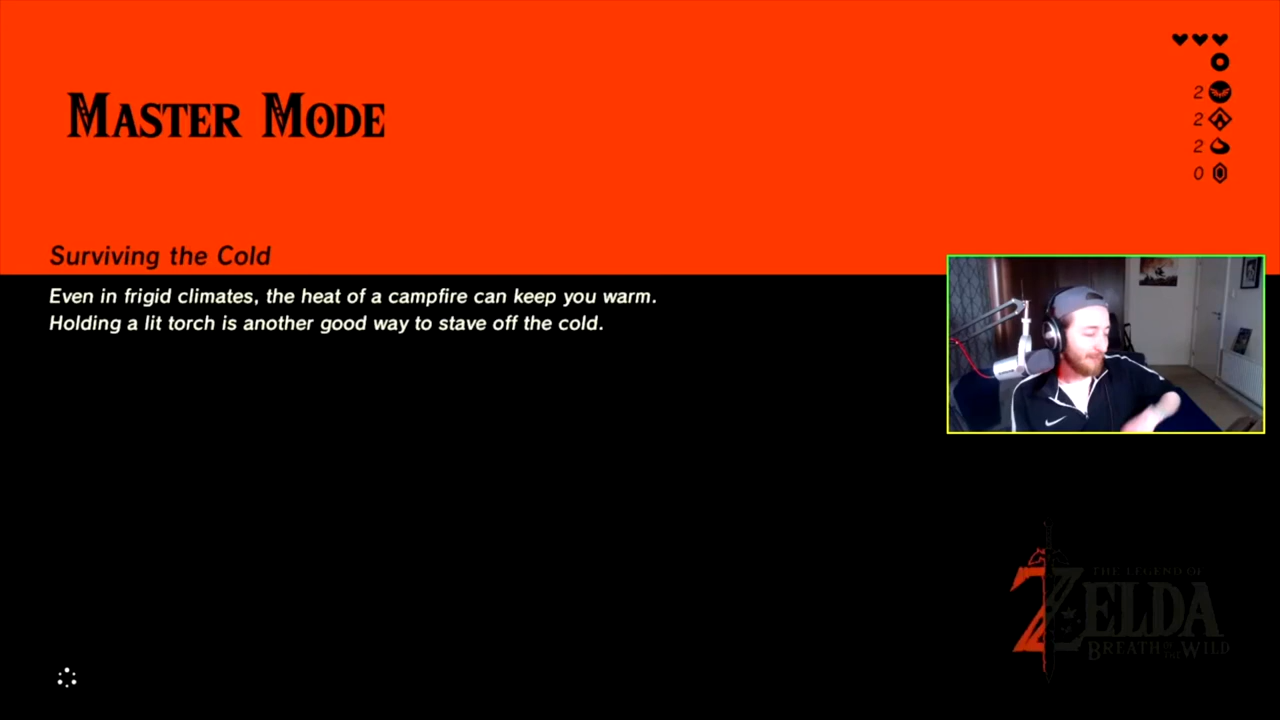 Master Mode
2
2
2
0
Surviving the Cold
Even in frigid climates, the heat of a campfire can keep you warm.
Holding a lit torch is another good way to stave off the cold.
THE LEGEND OF
ZELDA
BREATH OF THE WILD